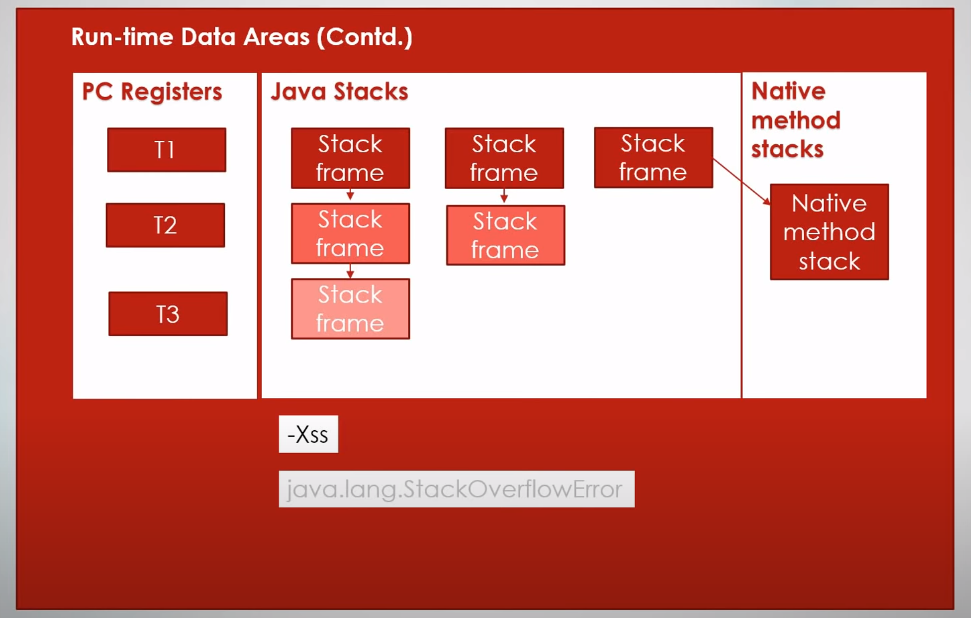 Run-time Data Areas (Contd.)
PC Registers
T1
T2
T3
Java Stacks
Stack
frame
Stack
frame
Stack
frame
Stack
frame
Stack
frame
Stack
frame
Native
method
stacks
Native
method
stack
-Xss
java.lang.StackOverflowError